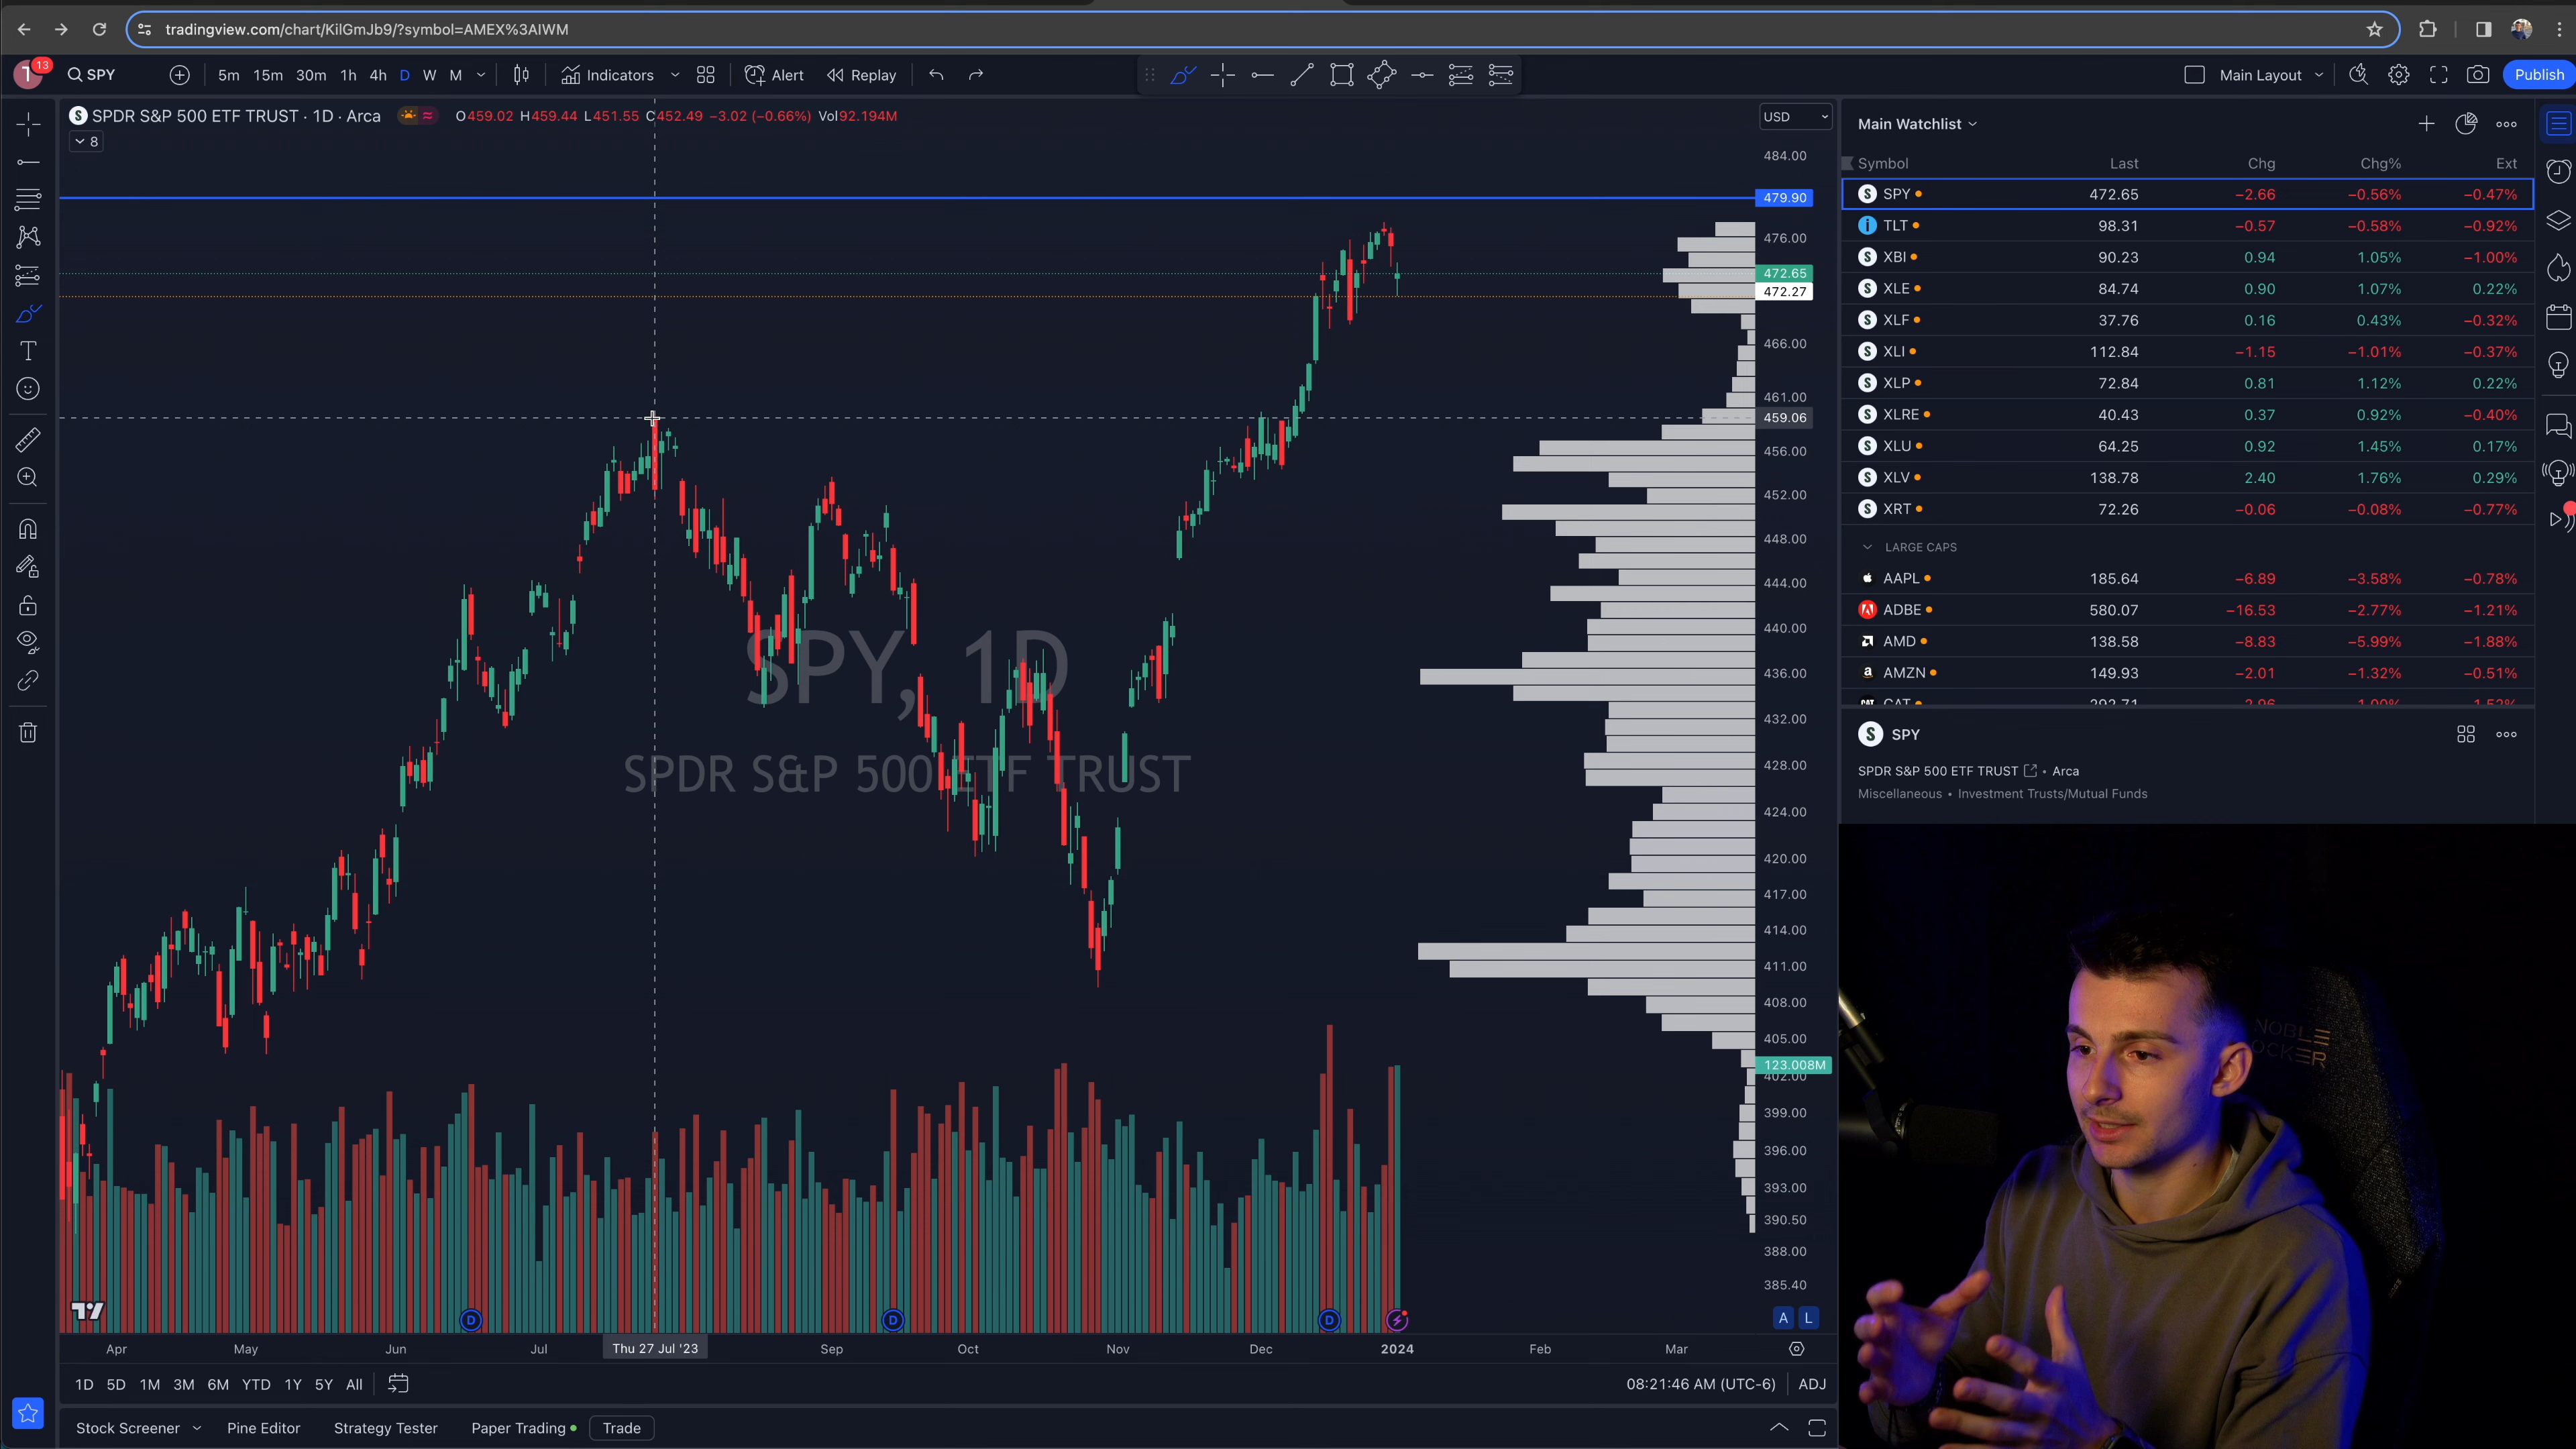 tradingview.com/chart/KilGmJb9/?symbol=AMEX%3AIWM
13
SPY 5m 15m 30m 1h 4h D W M Indicators Alert Replay Main Layout Publish
SPDR S&P 500 ETF TRUST · 1D · Arca O459.02 H459.44 L451.55 C452.49 −3.02 (−0.66%) Vol92.194M
8
USD
484.00
479.90
476.00
472.65
472.27
466.00
461.00
459.06
456.00
452.00
448.00
444.00
440.00
436.00
432.00
428.00
424.00
420.00
417.00
414.00
411.00
408.00
405.00
123.008M
402.00
399.00
396.00
393.00
390.50
388.00
385.40
A L
SPY, 1D
SPDR S&P 500 ETF TRUST
D D D
Apr May Jun Jul Thu 27 Jul '23 Sep Oct Nov Dec 2024 Feb Mar
1D 5D 1M 3M 6M YTD 1Y 5Y All 08:21:46 AM (UTC-6) ADJ
Stock Screener Pine Editor Strategy Tester Paper Trading Trade
Main Watchlist
Symbol Last Chg Chg% Ext
SPY 472.65 −2.66 −0.56% −0.47%
TLT 98.31 −0.57 −0.58% −0.92%
XBI 90.23 0.94 1.05% −1.00%
XLE 84.74 0.90 1.07% 0.22%
XLF 37.76 0.16 0.43% −0.32%
XLI 112.84 −1.15 −1.01% −0.37%
XLP 72.84 0.81 1.12% 0.22%
XLRE 40.43 0.37 0.92% −0.40%
XLU 64.25 0.92 1.45% 0.17%
XLV 138.78 2.40 1.76% 0.29%
XRT 72.26 −0.06 −0.08% −0.77%
LARGE CAPS
AAPL 185.64 −6.89 −3.58% −0.78%
ADBE 580.07 −16.53 −2.77% −1.21%
AMD 138.58 −8.83 −5.99% −1.88%
AMZN 149.93 −2.01 −1.32% −0.51%
CAT
SPY
SPDR S&P 500 ETF TRUST • Arca
Miscellaneous • Investment Trusts/Mutual Funds
NOBLE